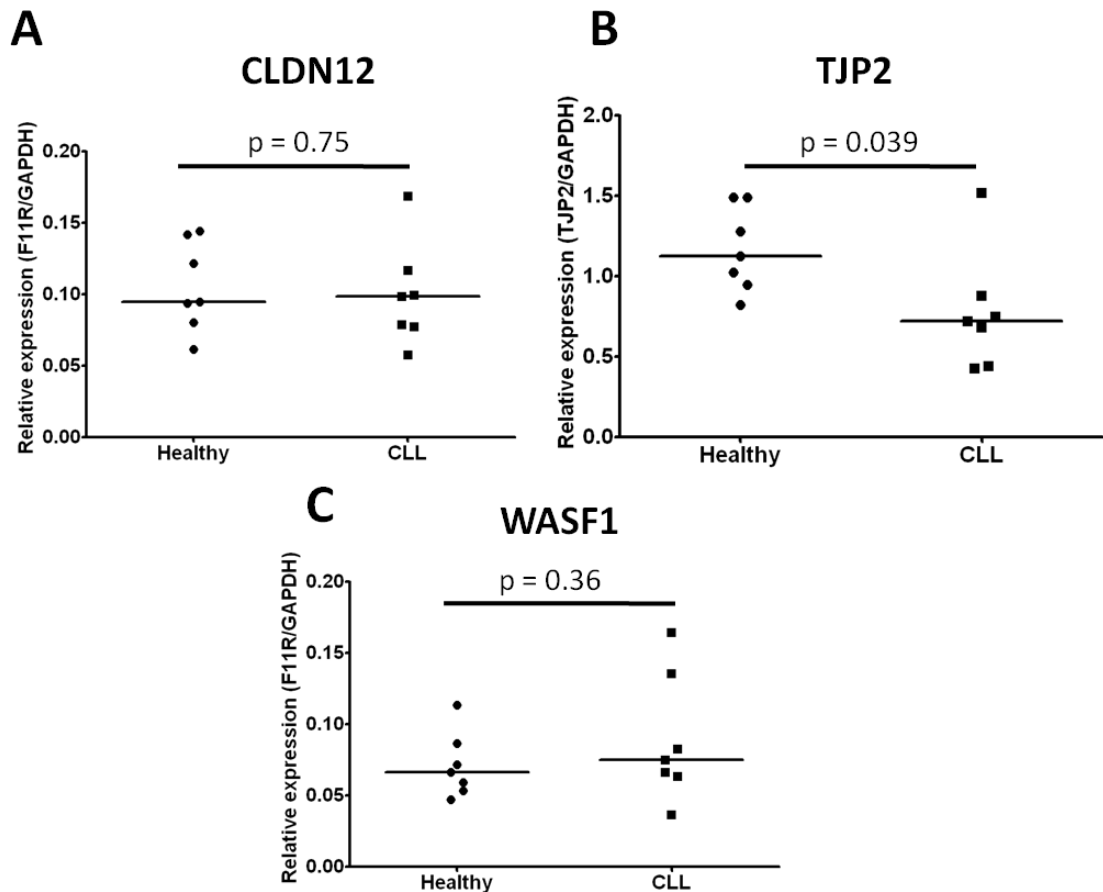 A
CLDN12
Relative expression (F11R/GAPDH)
0.20
0.15
0.10
0.05
0.00
p = 0.75
Healthy
CLL
B
TJP2
Relative expression (TJP2/GAPDH)
2.0
1.5
1.0
0.5
0.0
p = 0.039
Healthy
CLL
C
WASF1
Relative expression (F11R/GAPDH)
0.20
0.15
0.10
0.05
0.00
p = 0.36
Healthy
CLL